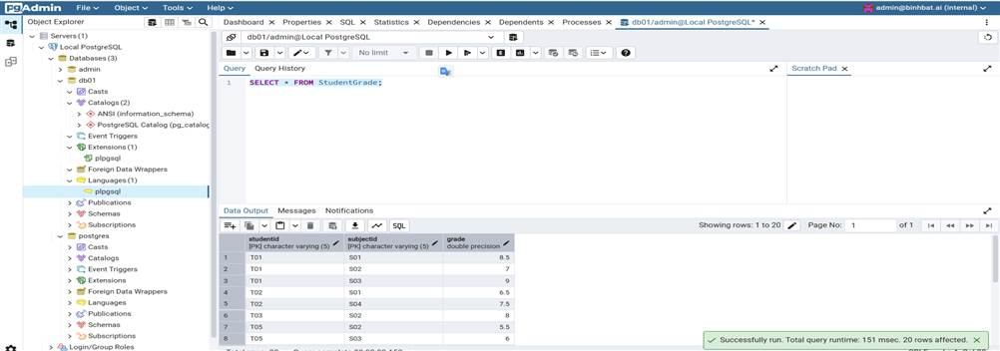 pgAdmin File Object Tools Help admin@binhbat.ai (internal)
Object Explorer
Dashboard Properties SQL Statistics Dependencies Dependents Processes db01/admin@Local PostgreSQL*
Servers (1)
Local PostgreSQL
Databases (3)
admin
db01
Casts
Catalogs (2)
ANSI (information_schema)
PostgreSQL Catalog (pg_catalog
Event Triggers
Extensions (1)
plpgsql
Foreign Data Wrappers
Languages (1)
plpgsql
Publications
Schemas
Subscriptions
postgres
Casts
Catalogs
Event Triggers
Extensions
Foreign Data Wrappers
Languages
Publications
Schemas
Subscriptions
Login/Group Roles
db01/admin@Local PostgreSQL
No limit
Query Query History
Scratch Pad
1 SELECT * FROM StudentGrade;
Data Output Messages Notifications
SQL
Showing rows: 1 to 20 Page No: 1 of 1
studentid subjectid grade
[PK] character varying (5) [PK] character varying (5) double precision
1 T01 S01 8.5
2 T01 S02 7
3 T01 S03 9
4 T02 S01 6.5
5 T02 S04 7.5
6 T03 S02 8
7 T05 S02 5.5
8 T05 S03 6
Successfully run. Total query runtime: 151 msec. 20 rows affected.